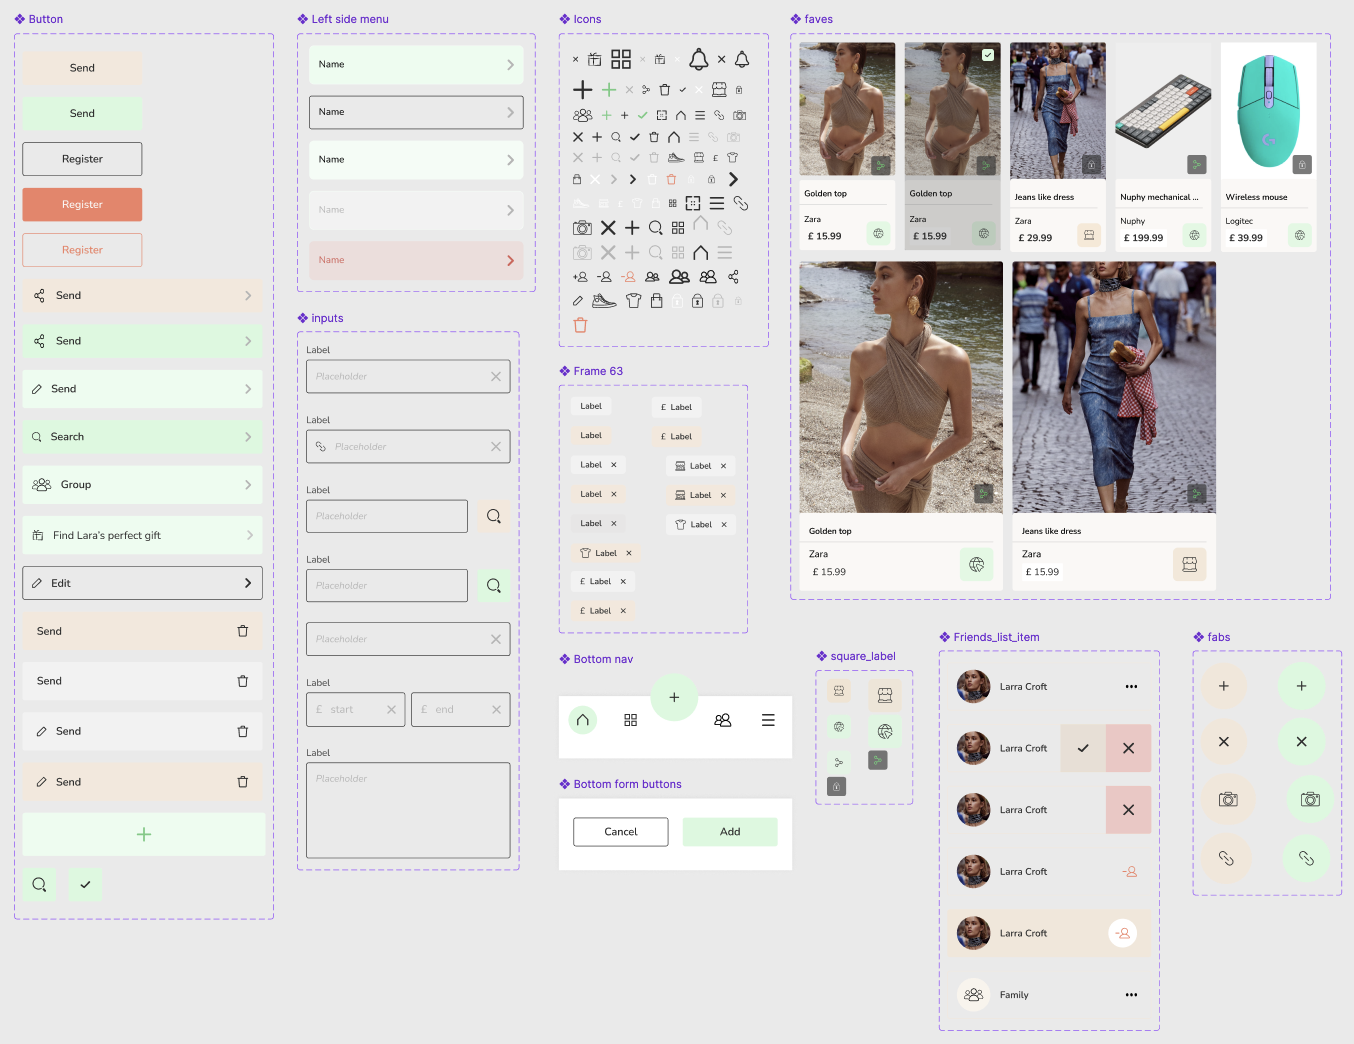 Button
Send
Send
Register
Register
Register
Send
Send
Send
Search
Group
Find Lara's perfect gift
Edit
Send
Send
Send
Send
Left side menu
Name
Name
Name
Name
Name
inputs
Label
Placeholder
Label
Placeholder
Label
Placeholder
Label
Placeholder
Placeholder
Label
£ start
£ end
Label
Placeholder
Icons
£
£
Frame 63
Label
£ Label
Label
£ Label
Label
Label
Label
Label
Label
Label
Label
£ Label
£ Label
Bottom nav
Bottom form buttons
Cancel
Add
faves
Golden top
Zara
£ 15.99
Golden top
Zara
£ 15.99
Jeans like dress
Zara
£ 29.99
Nuphy mechanical ...
Nuphy
£ 199.99
Wireless mouse
Logitec
£ 39.99
Golden top
Zara
£ 15.99
Jeans like dress
Zara
£ 15.99
square_label
Friends_list_item
Larra Croft
Larra Croft
Larra Croft
Larra Croft
Larra Croft
Family
fabs